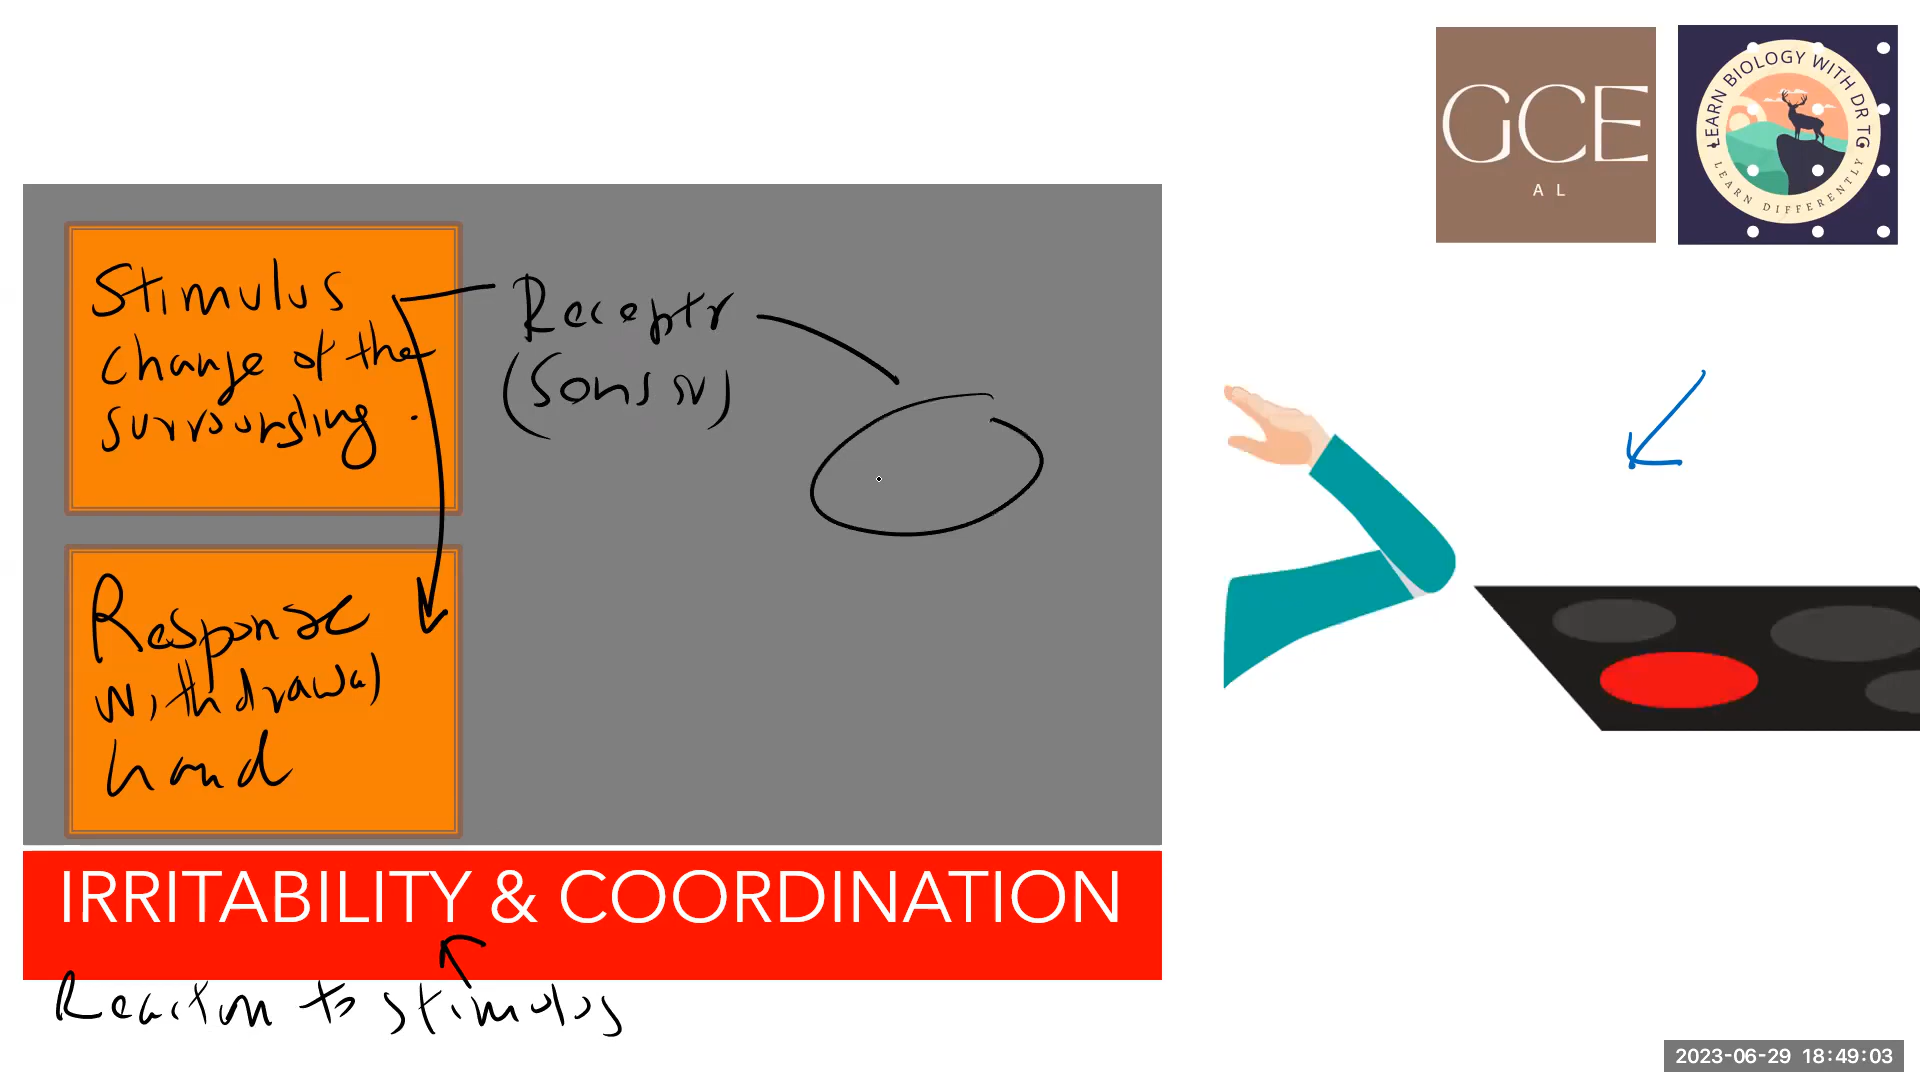 GCE
A L
LEARN BIOLOGY WITH DR TG
LEARN DIFFERENTLY
Stimulus
change of the
surrounding.
Receptr
(Sensor)
Response
withdrawal
hand
IRRITABILITY & COORDINATION
Reaction to stimulus
2023-06-29 18:49:03